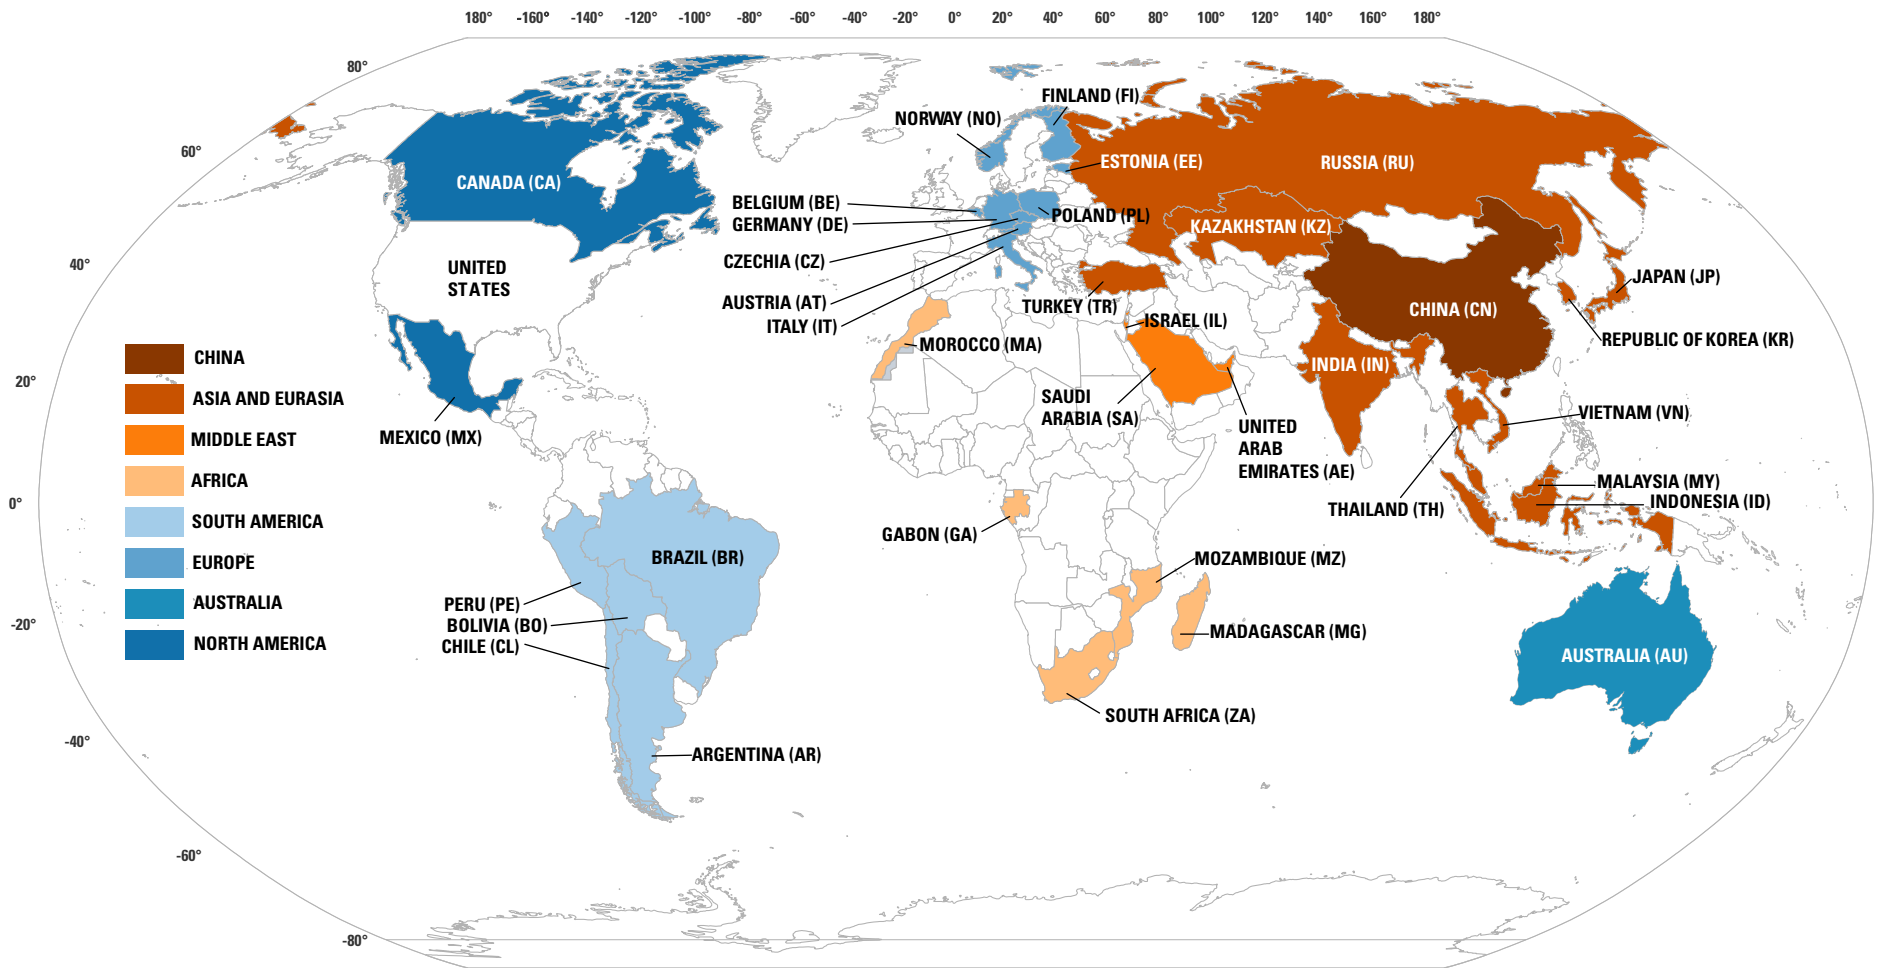 180° -160° -140° -120° -100° -80° -60° -40° -20° 0° 20° 40° 60° 80° 100° 120° 140° 160° 180°
80°
60°
40°
20°
0°
-20°
-40°
-60°
-80°
CANADA (CA)
UNITED
STATES
MEXICO (MX)
CHINA
ASIA AND EURASIA
MIDDLE EAST
AFRICA
SOUTH AMERICA
EUROPE
AUSTRALIA
NORTH AMERICA
BRAZIL (BR)
PERU (PE)
BOLIVIA (BO)
CHILE (CL)
ARGENTINA (AR)
FINLAND (FI)
NORWAY (NO)
ESTONIA (EE)
BELGIUM (BE)
GERMANY (DE)
POLAND (PL)
CZECHIA (CZ)
AUSTRIA (AT)
ITALY (IT)
TURKEY (TR)
ISRAEL (IL)
MOROCCO (MA)
SAUDI
ARABIA (SA)
UNITED
ARAB
EMIRATES (AE)
GABON (GA)
MOZAMBIQUE (MZ)
MADAGASCAR (MG)
SOUTH AFRICA (ZA)
RUSSIA (RU)
KAZAKHSTAN (KZ)
CHINA (CN)
INDIA (IN)
JAPAN (JP)
REPUBLIC OF KOREA (KR)
VIETNAM (VN)
THAILAND (TH)
MALAYSIA (MY)
INDONESIA (ID)
AUSTRALIA (AU)